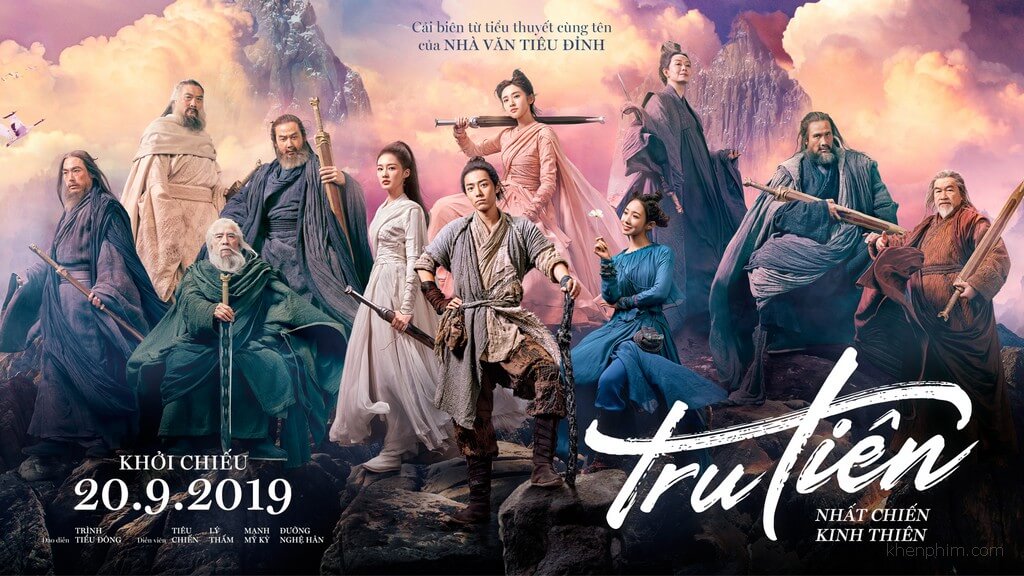 Cải biên từ tiểu thuyết cùng tên
của NHÀ VĂN TIÊU ĐỈNH
tru tiên
NHẤT CHIẾN
KINH THIÊN
KHỞI CHIẾU
20.9.2019
Đạo diễn TRÌNH TIỂU ĐÔNG
Diễn viên TIÊU CHIẾN LÝ THẤM MẠNH MỸ KỲ ĐƯỜNG NGHỆ HÂN
khenphim.com